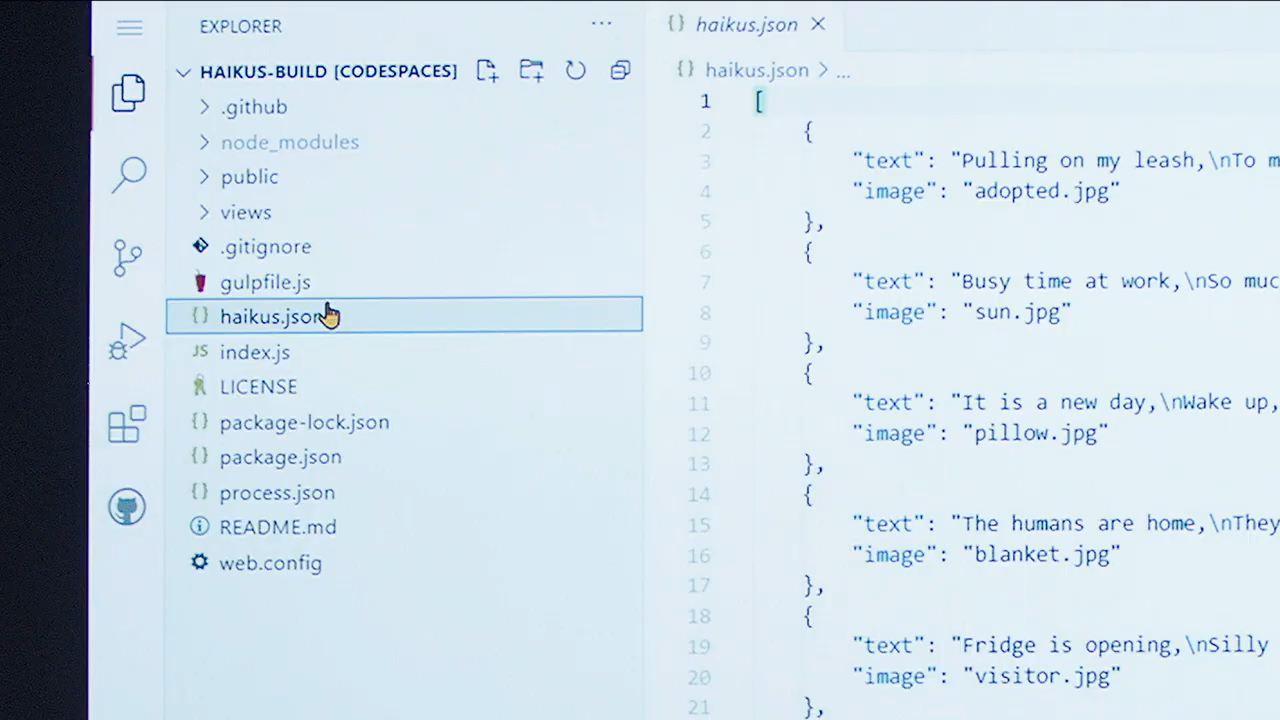 EXPLORER
HAIKUS-BUILD [CODESPACES]
.github
node_modules
public
views
.gitignore
gulpfile.js
haikus.json
JS index.js
LICENSE
package-lock.json
package.json
process.json
README.md
web.config
{} haikus.json
{} haikus.json > ...
1 [
2 {
3 "text": "Pulling on my leash,\nTo m
4 "image": "adopted.jpg"
5 },
6 {
7 "text": "Busy time at work,\nSo muc
8 "image": "sun.jpg"
9 },
10 {
11 "text": "It is a new day,\nWake up,
12 "image": "pillow.jpg"
13 },
14 {
15 "text": "The humans are home,\nThey
16 "image": "blanket.jpg"
17 },
18 {
19 "text": "Fridge is opening,\nSilly
20 "image": "visitor.jpg"
21 },